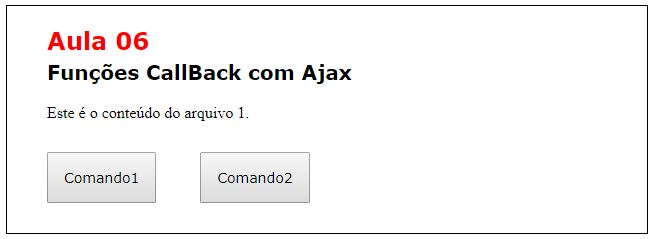 Aula 06
Funções CallBack com Ajax
Este é o conteúdo do arquivo 1.
Comando1 Comando2